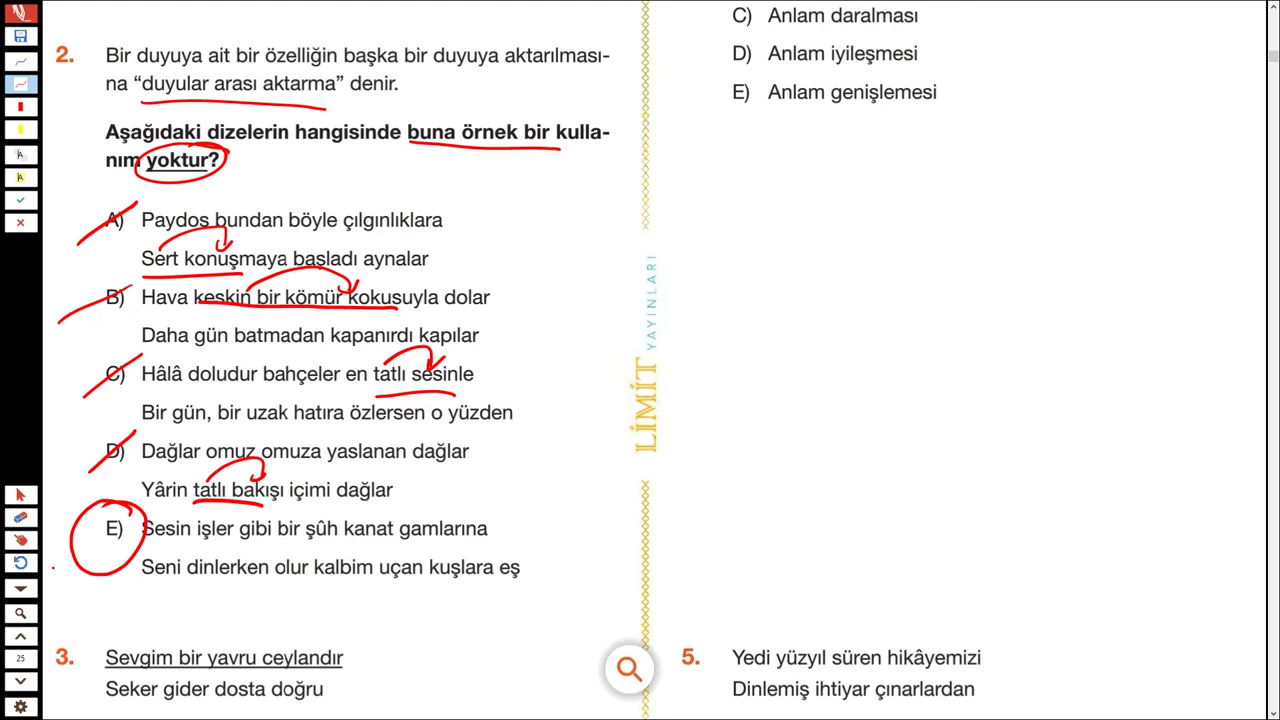 2. Bir duyuya ait bir özelliğin başka bir duyuya aktarılması-
na “duyular arası aktarma” denir.
Aşağıdaki dizelerin hangisinde buna örnek bir kulla-
nım yoktur?
A) Paydos bundan böyle çılgınlıklara
Sert konuşmaya başladı aynalar
B) Hava keskin bir kömür kokusuyla dolar
Daha gün batmadan kapanırdı kapılar
C) Hâlâ doludur bahçeler en tatlı sesinle
Bir gün, bir uzak hatıra özlersen o yüzden
D) Dağlar omuz omuza yaslanan dağlar
Yârin tatlı bakışı içimi dağlar
E) Sesin işler gibi bir şûh kanat gamlarına
Seni dinlerken olur kalbim uçan kuşlara eş
3. Sevgim bir yavru ceylandır
Seker gider dosta doğru
C) Anlam daralması
D) Anlam iyileşmesi
E) Anlam genişlemesi
5. Yedi yüzyıl süren hikâyemizi
Dinlemiş ihtiyar çınarlardan
LİMİT YAYINLARI
A
A
25